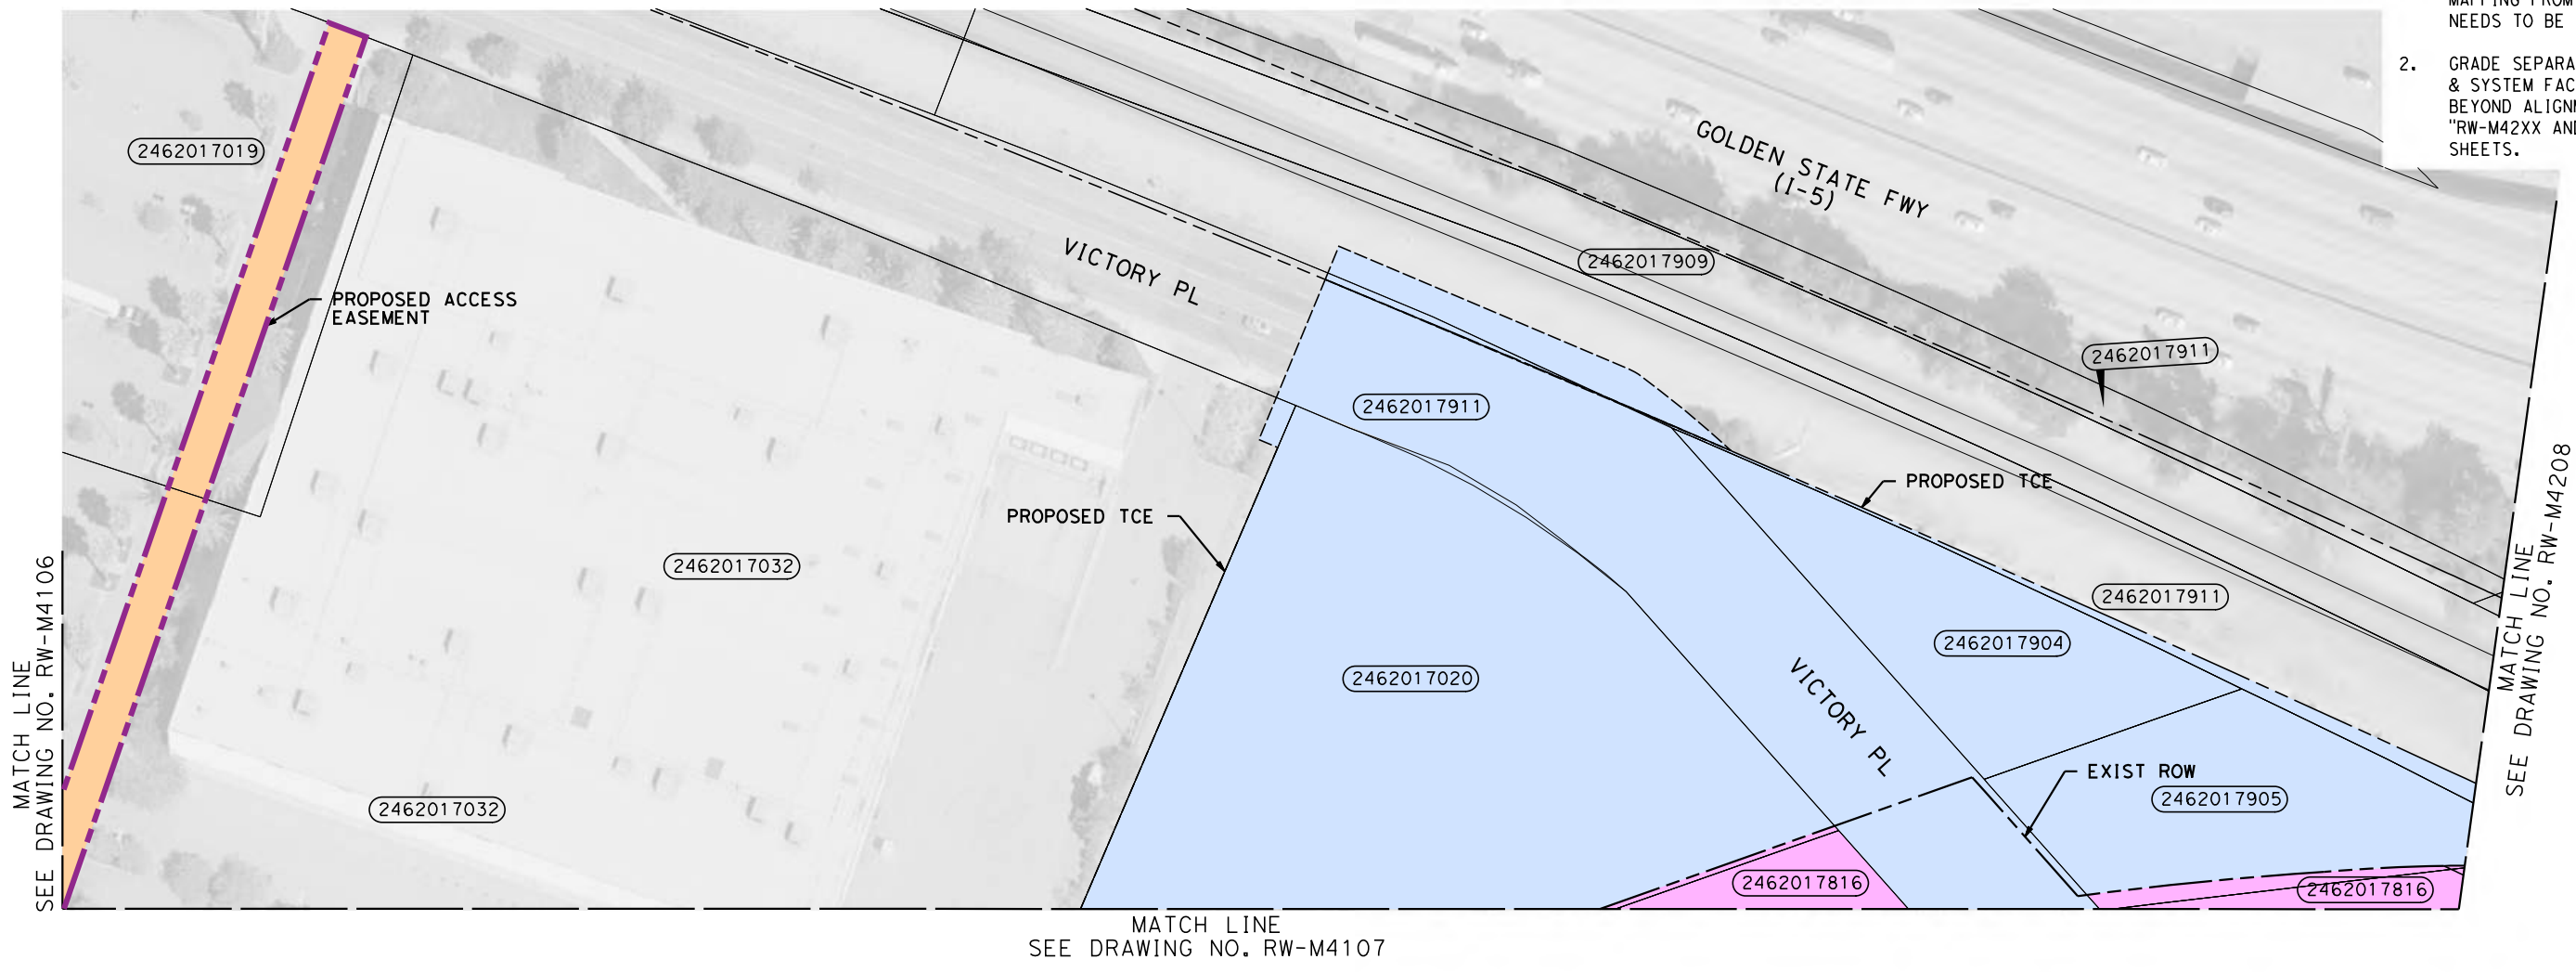 NEEDS TO BE
2. GRADE SEPARA
& SYSTEM FAC
BEYOND ALIGNM
"RW-M42XX AND
SHEETS.
GOLDEN STATE FWY
(I-5)
2462017019
VICTORY PL
2462017909
PROPOSED ACCESS
EASEMENT
2462017911
2462017911
PROPOSED TCE
PROPOSED TCE
2462017032
2462017911
2462017904
2462017020
VICTORY PL
EXIST ROW
2462017905
2462017032
2462017816
2462017816
MATCH LINE
SEE DRAWING NO. RW-M4106
MATCH LINE
SEE DRAWING NO. RW-M4208
MATCH LINE
SEE DRAWING NO. RW-M4107